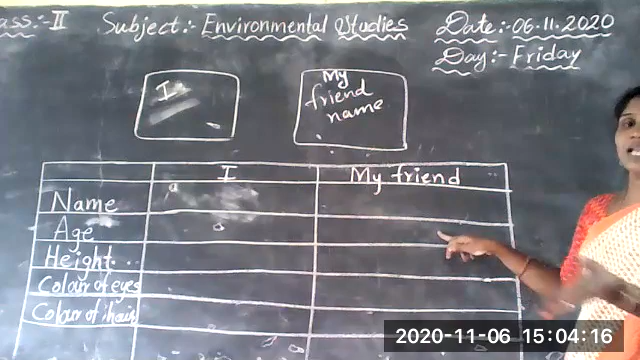 ass:- II Subject:- Environmental Studies Date:- 06.11.2020
Day:- Friday
I
My
friend
name
I My friend
Name
Age
Height
Colour of eyes
Colour of hair
2020-11-06 15:04:16